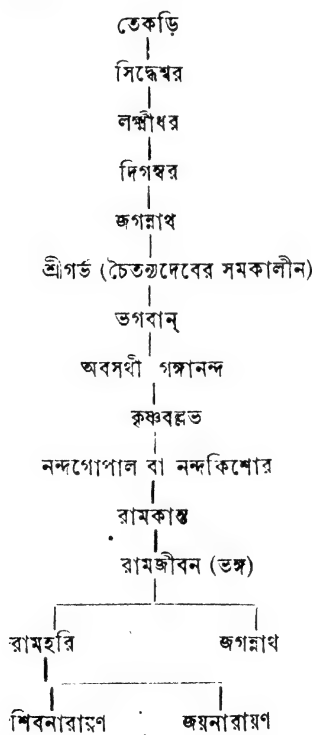 তেকড়ি
সিদ্ধেশ্বর
লক্ষ্মীধর
দিগম্বর
জগন্নাথ
শ্রীগর্ভ (চৈতন্যদেবের সমকালীন)
ভগবান্
অবসথী গঙ্গানন্দ
কৃষ্ণবল্লভ
নন্দগোপাল বা নন্দকিশোর
রামকান্ত
রামজীবন (ভঙ্গ)
রামহরি জগন্নাথ
শিবনারায়ণ জয়নারায়ণ